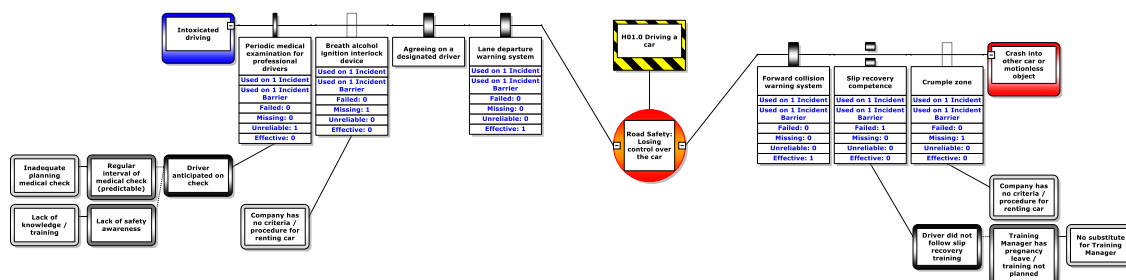 Intoxicated
driving
Periodic medical
examination for
professional
drivers
Used on 1 Incident
Used on 1 Incident
Barrier
Failed: 0
Missing: 0
Unreliable: 1
Effective: 0
Breath alcohol
ignition interlock
device
Used on 1 Incident
Used on 1 Incident
Barrier
Failed: 0
Missing: 1
Unreliable: 0
Effective: 0
Agreeing on a
designated driver
Lane departure
warning system
Used on 1 Incident
Used on 1 Incident
Barrier
Failed: 0
Missing: 0
Unreliable: 0
Effective: 1
H01.0 Driving a
car
Road Safety:
Losing
control over
the car
Forward collision
warning system
Used on 1 Incident
Used on 1 Incident
Barrier
Failed: 0
Missing: 0
Unreliable: 0
Effective: 1
Slip recovery
competence
Used on 1 Incident
Used on 1 Incident
Barrier
Failed: 1
Missing: 0
Unreliable: 0
Effective: 0
Crumple zone
Used on 1 Incident
Used on 1 Incident
Barrier
Failed: 0
Missing: 1
Unreliable: 0
Effective: 0
Crash into
other car or
motionless
object
Inadequate
planning
medical check
Regular
interval of
medical check
(predictable)
Driver
anticipated on
check
Lack of
knowledge /
training
Lack of safety
awareness
Company has
no criteria /
procedure for
renting car
Company has
no criteria /
procedure for
renting car
Driver did not
follow slip
recovery
training
Training
Manager has
pregnancy
leave /
training not
planned
No substitute
for Training
Manager